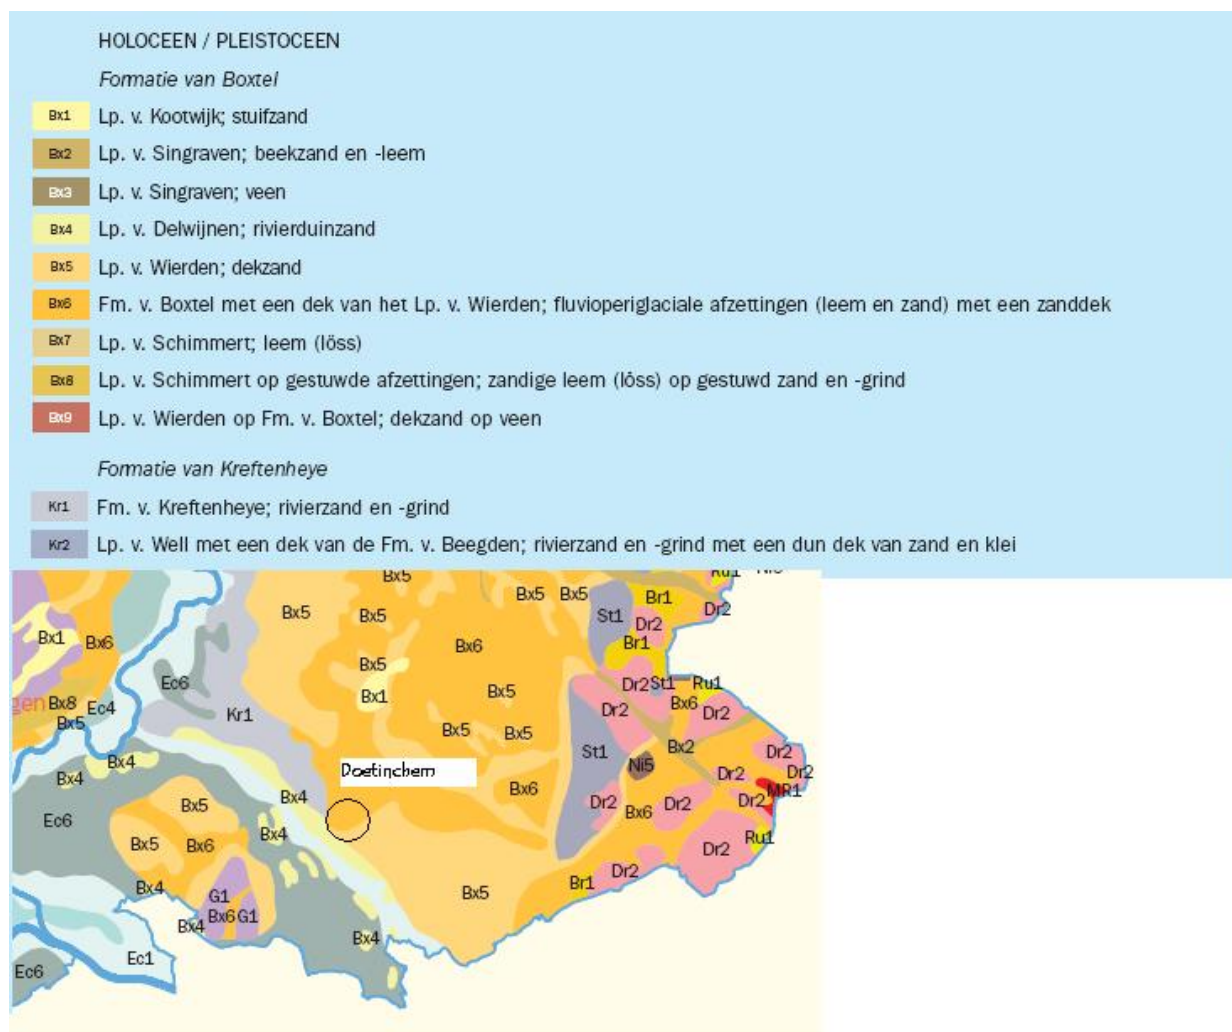 HOLOCEEN / PLEISTOCEEN
Formatie van Boxtel
Bx1 Lp. v. Kootwijk; stuifzand
Bx2 Lp. v. Singraven; beekzand en -leem
Bx3 Lp. v. Singraven; veen
Bx4 Lp. v. Delwijnen; rivierduinzand
Bx5 Lp. v. Wierden; dekzand
Bx6 Fm. v. Boxtel met een dek van het Lp. v. Wierden; fluvioperiglaciale afzettingen (leem en zand) met een zanddek
Bx7 Lp. v. Schimmert; leem (löss)
Bx8 Lp. v. Schimmert op gestuwde afzettingen; zandige leem (löss) op gestuwd zand en -grind
Bx9 Lp. v. Wierden op Fm. v. Boxtel; dekzand op veen
Formatie van Kreftenheye
Kr1 Fm. v. Kreftenheye; rivierzand en -grind
Kr2 Lp. v. Well met een dek van de Fm. v. Beegden; rivierzand en -grind met een dun dek van zand en klei
Bx5 Ru1
Bx5 Bx5 Bx5 Bx5 St1 Br1 Dr2
Dr2
Bx1 Bx6 Bx6 Br1
Bx5
Ec6 Bx1 Bx5 Dr2 St1 Ru1
gen Bx8 Ec4 Kr1 Dr2 Bx6 Dr2
Bx5 Bx5 Bx5
St1 Bx2 Dr2
Bx4 Bx4 Doetinchem Ni5 Dr2 Dr2
Bx4 Bx6 MR1
Bx5 Dr2 Bx6 Dr2 Dr2
Ec6 Bx4 Ru1
Bx5 Bx6 Dr2
Bx4 G1 Bx5 Br1 Dr2
Bx4 Bx6 G1
Bx4
Ec6 Ec1